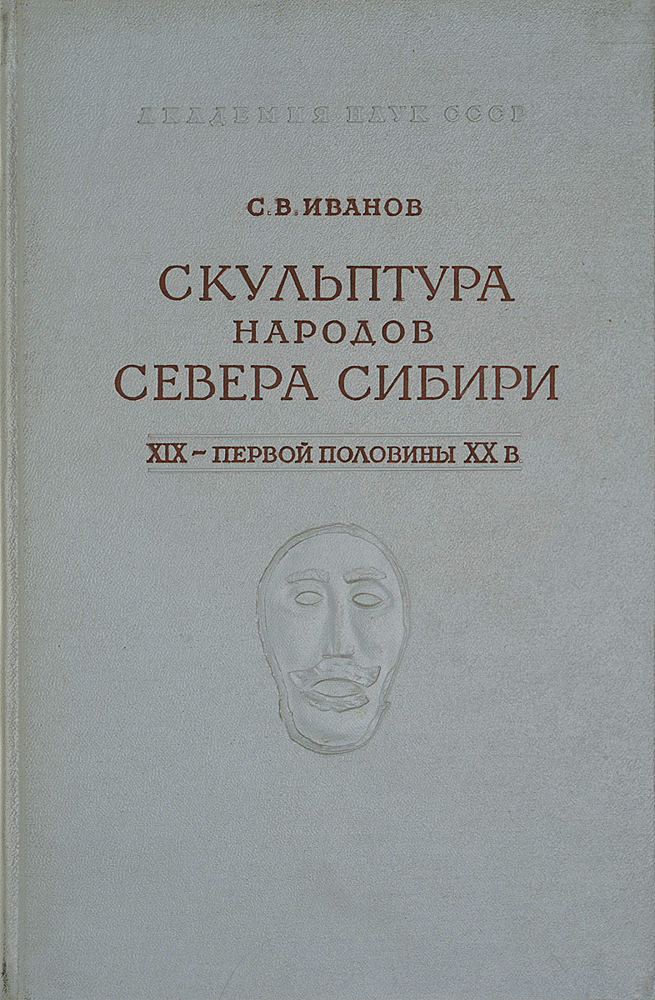 АКАДЕМИЯ НАУК СССР
С.В.ИВАНОВ
СКУЛЬПТУРА
НАРОДОВ
СЕВЕРА СИБИРИ
XIX – ПЕРВОЙ ПОЛОВИНЫ XX В.